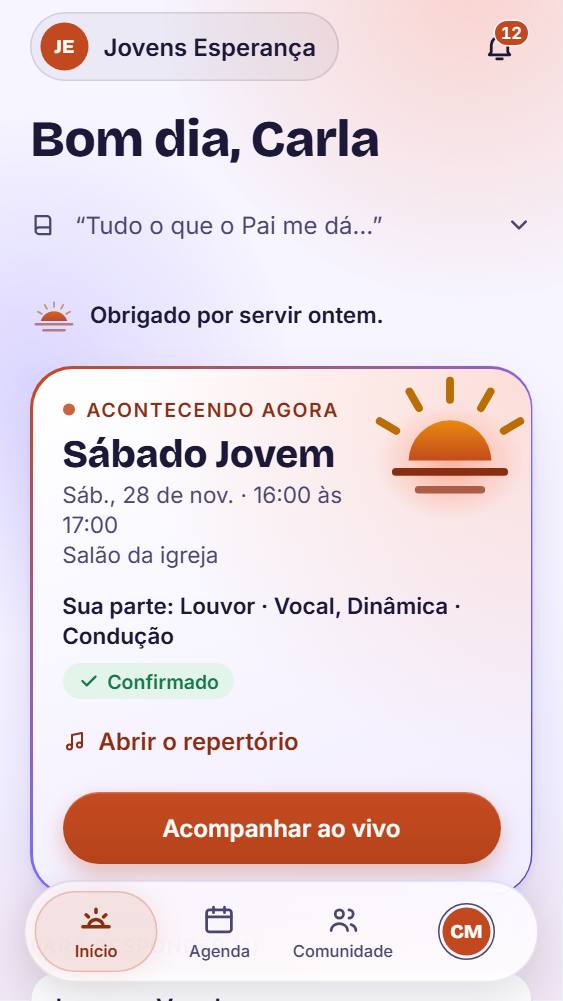 JE Jovens Esperança 12
Bom dia, Carla
“Tudo o que o Pai me dá...”
Obrigado por servir ontem.
ACONTECENDO AGORA
Sábado Jovem
Sáb., 28 de nov. · 16:00 às
17:00
Salão da igreja
Sua parte: Louvor · Vocal, Dinâmica ·
Condução
Confirmado
Abrir o repertório
Acompanhar ao vivo
Início Agenda Comunidade CM